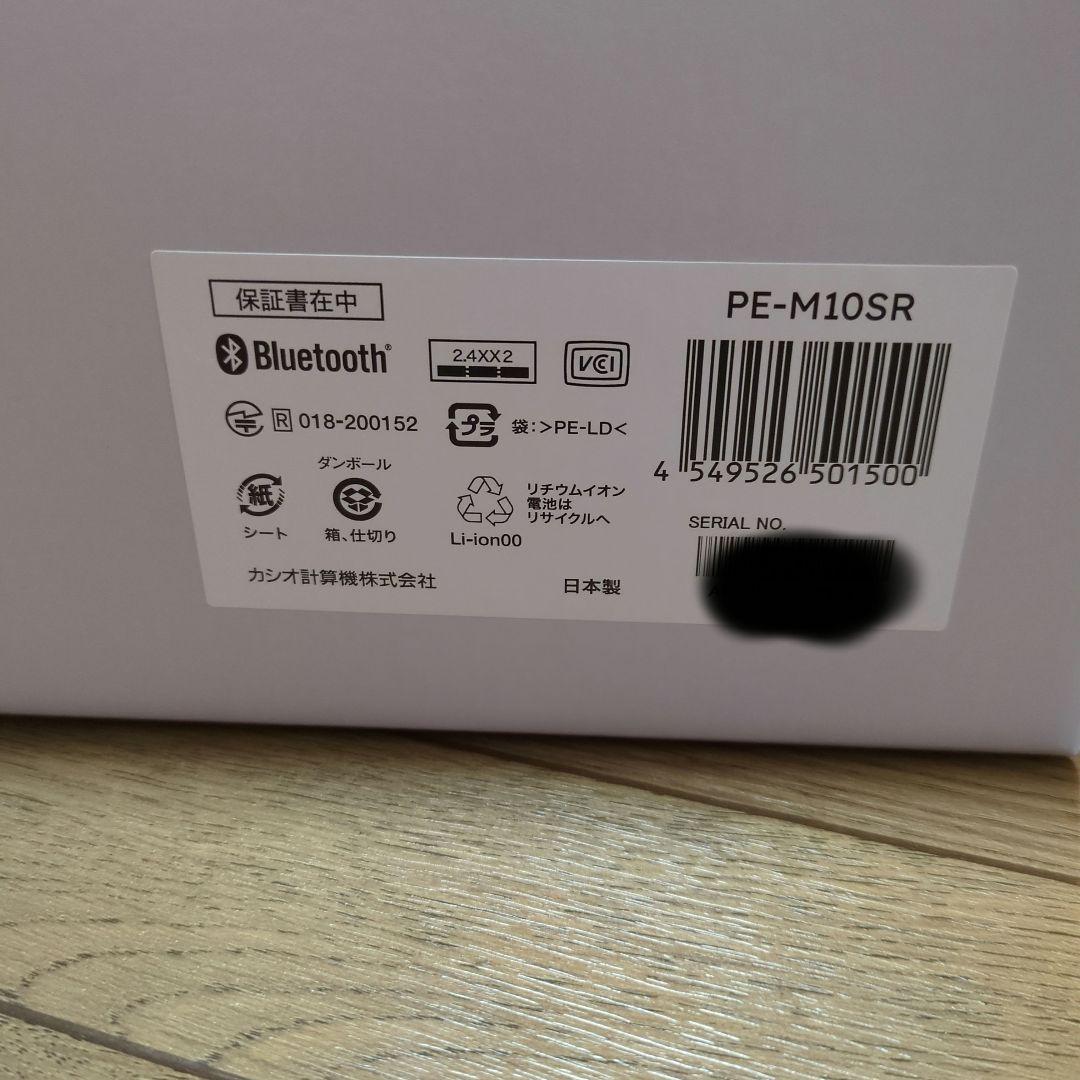 保証書在中
PE-M10SR
Bluetooth®
2.4XX2
VCCI
R 018-200152
プラ
袋:>PE-LD<
4 549526 501500
ダンボール
紙
シート
箱、仕切り
リチウムイオン
電池は
リサイクルへ
Li-ion00
SERIAL NO.
カシオ計算機株式会社
日本製